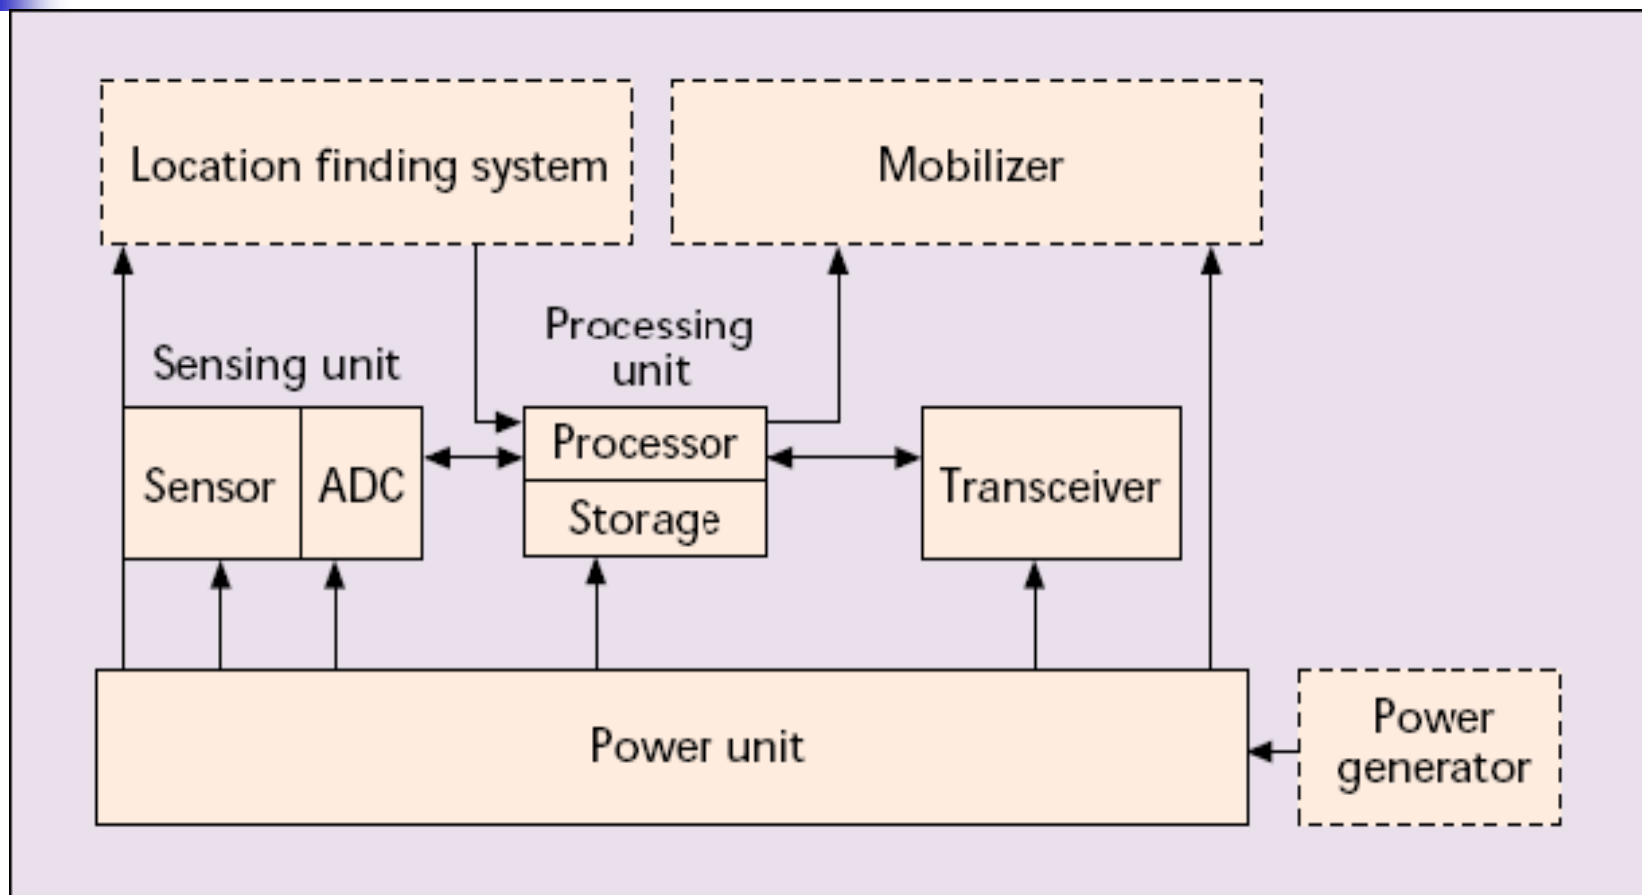 Location finding system
Mobilizer
Sensing unit
Processing
unit
Sensor
ADC
Processor
Storage
Transceiver
Power unit
Power
generator